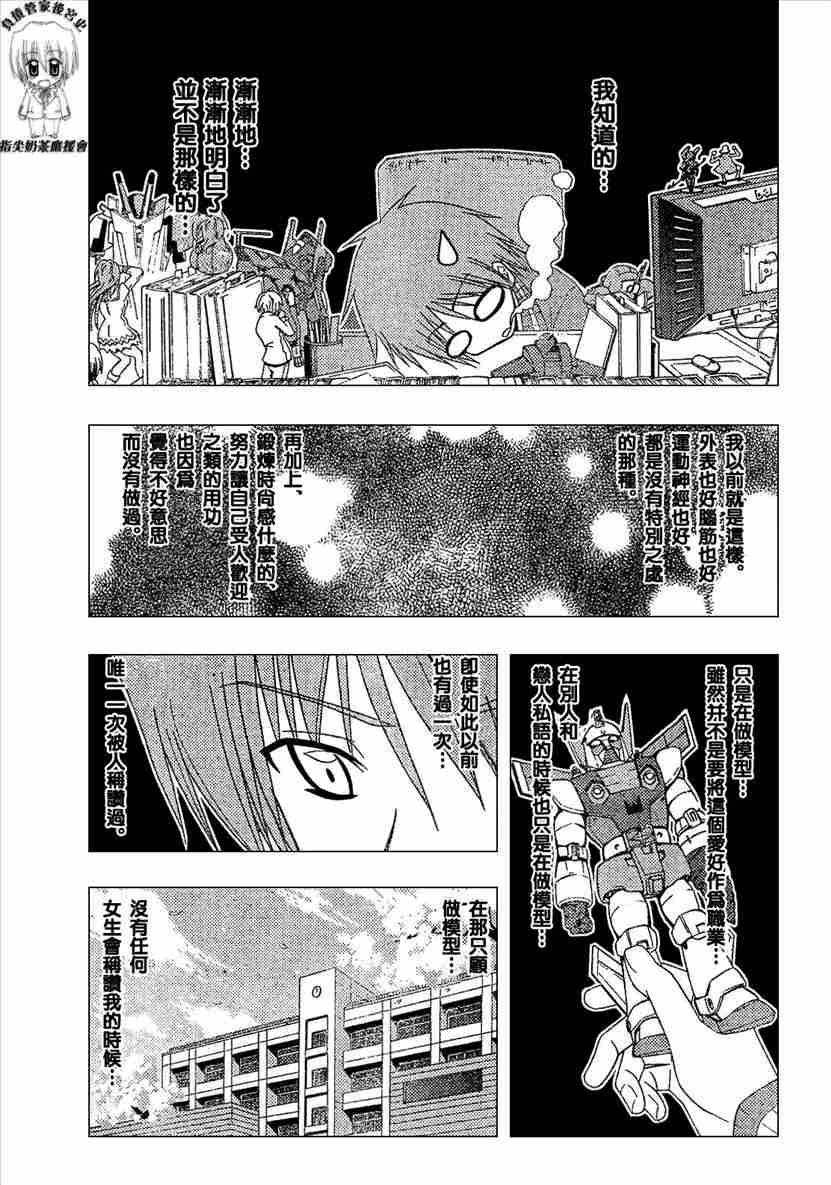 負債管家後宮史
指尖奶茶應援會
我知道的…
漸漸地…
漸漸地明白了
並不是那樣的…
我以前就是這樣。
外表也好腦筋也好
運動神經也好、
都是沒有特別之處
的那種。
再加上、
鍛煉時尙感什麼的、
努力讓自己受人歡迎
之類的用功
也因爲
覺得不好意思
而沒有做過。
只是在做模型…
雖然并不是要將這個愛好作爲職業…
在別人和
戀人私語的時候也只是在做模型…
即使如此以前
也有過一次…
唯一一次被人稱讚過。
在那只顧
做模型…
沒有任何
女生會稱讚我的時候…